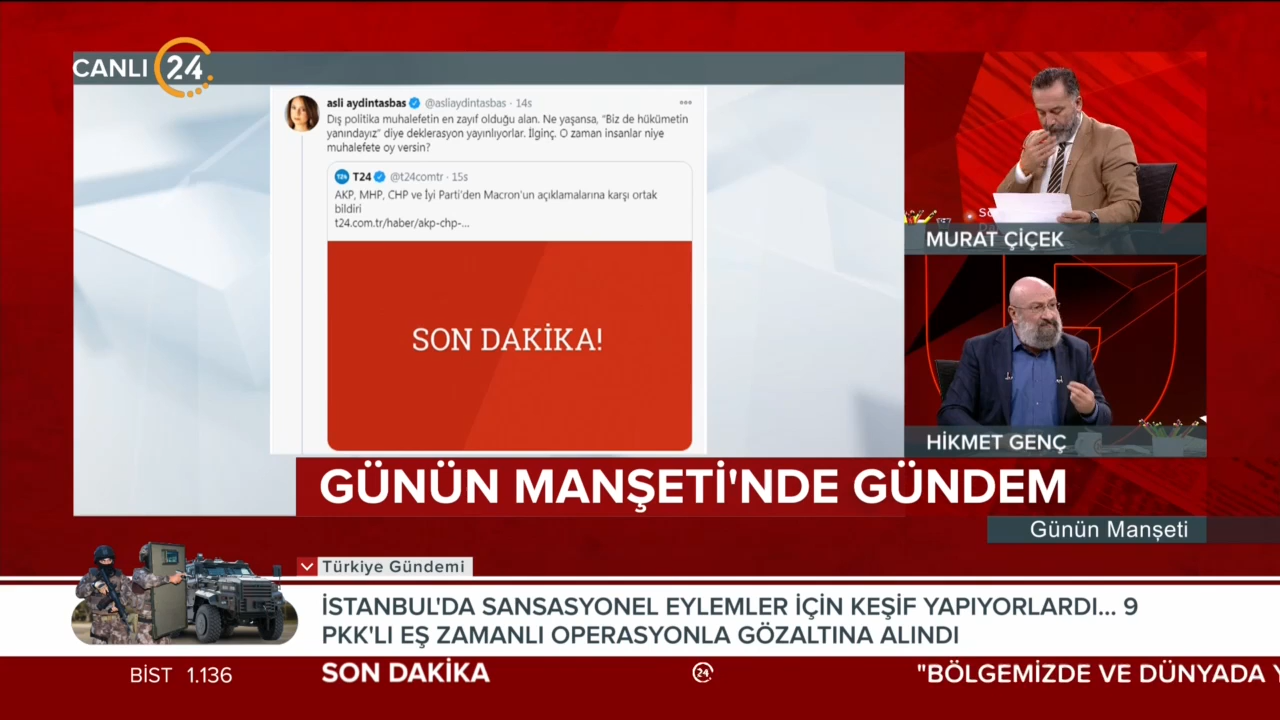 CANLI 24
asli aydintasbas @asliaydintasbas · 14s
Dış politika muhalefetin en zayıf olduğu alan. Ne yaşansa, "Biz de hükümetin
yanındayız" diye deklerasyon yayınlıyorlar. İlginç. O zaman insanlar niye
muhalefete oy versin?
T24 @t24comtr · 15s
AKP, MHP, CHP ve İyi Parti'den Macron'un açıklamalarına karşı ortak
bildiri
t24.com.tr/haber/akp-chp-...
SON DAKİKA!
MURAT ÇİÇEK
HİKMET GENÇ
GÜNÜN MANŞETİ'NDE GÜNDEM
Günün Manşeti
Türkiye Gündemi
İSTANBUL'DA SANSASYONEL EYLEMLER İÇİN KEŞİF YAPIYORLARDI... 9
PKK'LI EŞ ZAMANLI OPERASYONLA GÖZALTINA ALINDI
BİST 1.136
SON DAKİKA
24
"BÖLGEMİZDE VE DÜNYADA Y